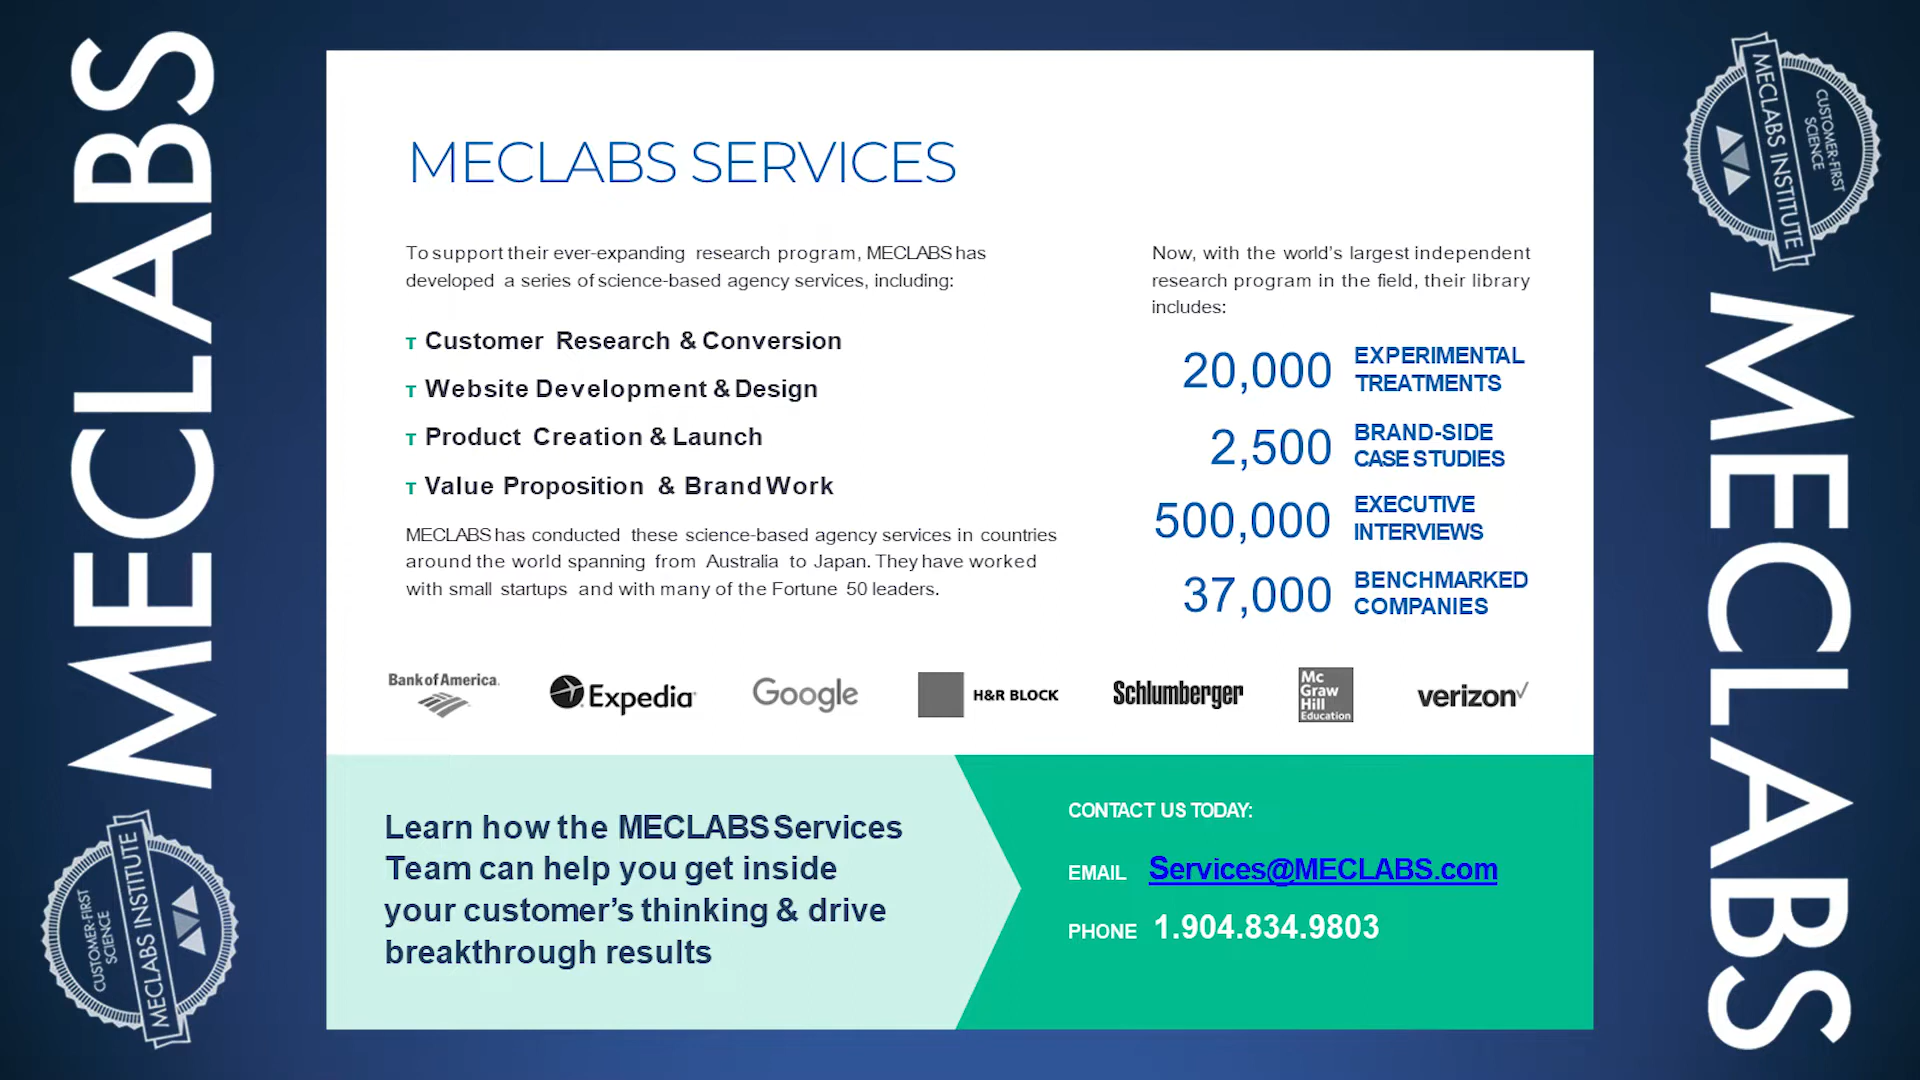 MECLABS
CUSTOMER-FIRST
SCIENCE
MECLABS INSTITUTE
MECLABS SERVICES
To support their ever-expanding research program, MECLABS has
developed a series of science-based agency services, including:
T Customer Research & Conversion
T Website Development & Design
T Product Creation & Launch
T Value Proposition & Brand Work
MECLABS has conducted these science-based agency services in countries
around the world spanning from Australia to Japan. They have worked
with small startups and with many of the Fortune 50 leaders.
Now, with the world's largest independent
research program in the field, their library
includes:
20,000 EXPERIMENTAL
TREATMENTS
2,500 BRAND-SIDE
CASE STUDIES
500,000 EXECUTIVE
INTERVIEWS
37,000 BENCHMARKED
COMPANIES
Bank of America.
Expedia
Google
H&R BLOCK
Schlumberger
Mc
Graw
Hill
Education
verizon✓
Learn how the MECLABS Services
Team can help you get inside
your customer's thinking & drive
breakthrough results
CONTACT US TODAY:
EMAIL Services@MECLABS.com
PHONE 1.904.834.9803
CUSTOMER-FIRST
SCIENCE
MECLABS INSTITUTE
MECLABS